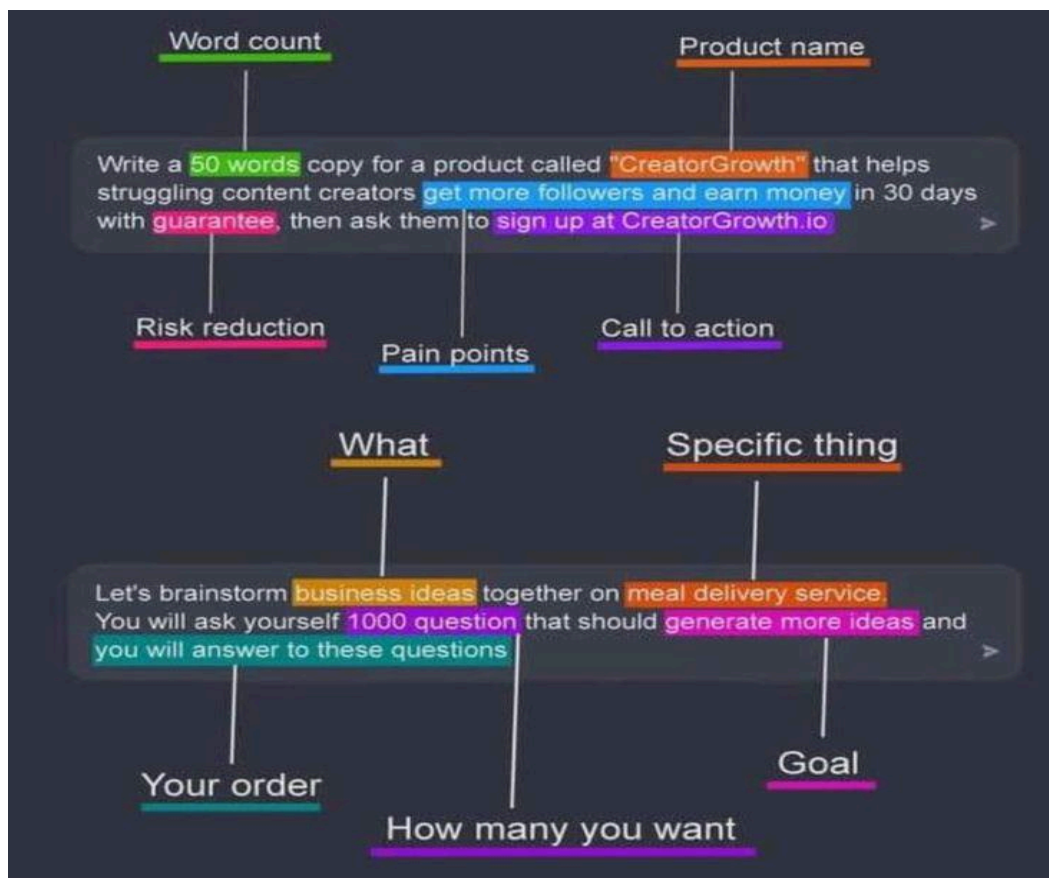 Word count
Product name
Write a 50 words copy for a product called "CreatorGrowth" that helps
struggling content creators get more followers and earn money in 30 days
with guarantee, then ask them to sign up at CreatorGrowth.io
Risk reduction
Call to action
Pain points
What
Specific thing
Let's brainstorm business ideas together on meal delivery service.
You will ask yourself 1000 question that should generate more ideas and
you will answer to these questions
Goal
Your order
How many you want